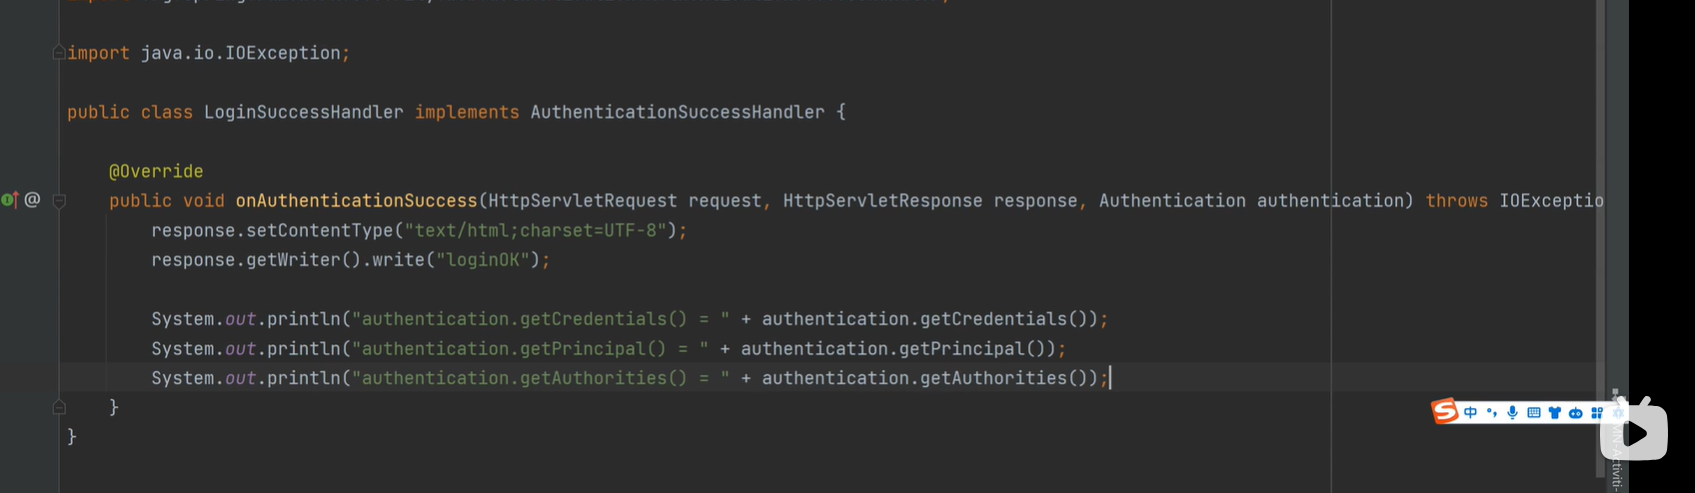 import java.io.IOException;
public class LoginSuccessHandler implements AuthenticationSuccessHandler {
@Override
public void onAuthenticationSuccess(HttpServletRequest request, HttpServletResponse response, Authentication authentication) throws IOExceptio
response.setContentType("text/html;charset=UTF-8");
response.getWriter().write("loginOK");
System.out.println("authentication.getCredentials() = " + authentication.getCredentials());
System.out.println("authentication.getPrincipal() = " + authentication.getPrincipal());
System.out.println("authentication.getAuthorities() = " + authentication.getAuthorities());
}
}
中
MN-Activiti-